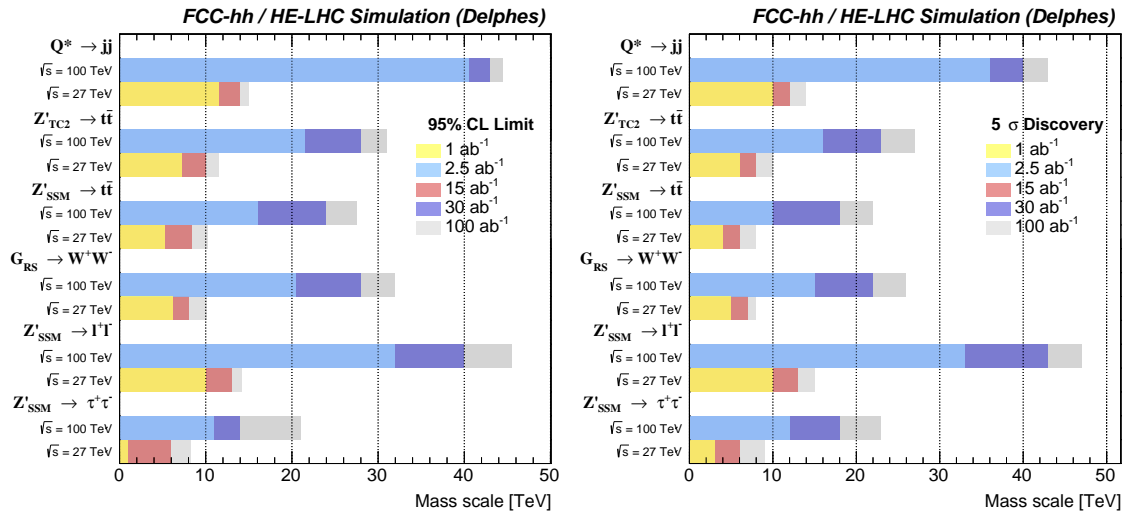 FCC-hh / HE-LHC Simulation (Delphes)
Q* → jj
√s = 100 TeV
√s = 27 TeV
Z'TC2 → tt̄
√s = 100 TeV
√s = 27 TeV
Z'SSM → tt̄
√s = 100 TeV
√s = 27 TeV
GRS → W⁺W⁻
√s = 100 TeV
√s = 27 TeV
Z'SSM → l⁺l⁻
√s = 100 TeV
√s = 27 TeV
Z'SSM → τ⁺τ⁻
√s = 100 TeV
√s = 27 TeV
95% CL Limit
1 ab⁻¹
2.5 ab⁻¹
15 ab⁻¹
30 ab⁻¹
100 ab⁻¹
0 10 20 30 40 50
Mass scale [TeV]
FCC-hh / HE-LHC Simulation (Delphes)
Q* → jj
√s = 100 TeV
√s = 27 TeV
Z'TC2 → tt̄
√s = 100 TeV
√s = 27 TeV
Z'SSM → tt̄
√s = 100 TeV
√s = 27 TeV
GRS → W⁺W⁻
√s = 100 TeV
√s = 27 TeV
Z'SSM → l⁺l⁻
√s = 100 TeV
√s = 27 TeV
Z'SSM → τ⁺τ⁻
√s = 100 TeV
√s = 27 TeV
5 σ Discovery
1 ab⁻¹
2.5 ab⁻¹
15 ab⁻¹
30 ab⁻¹
100 ab⁻¹
0 10 20 30 40 50
Mass scale [TeV]